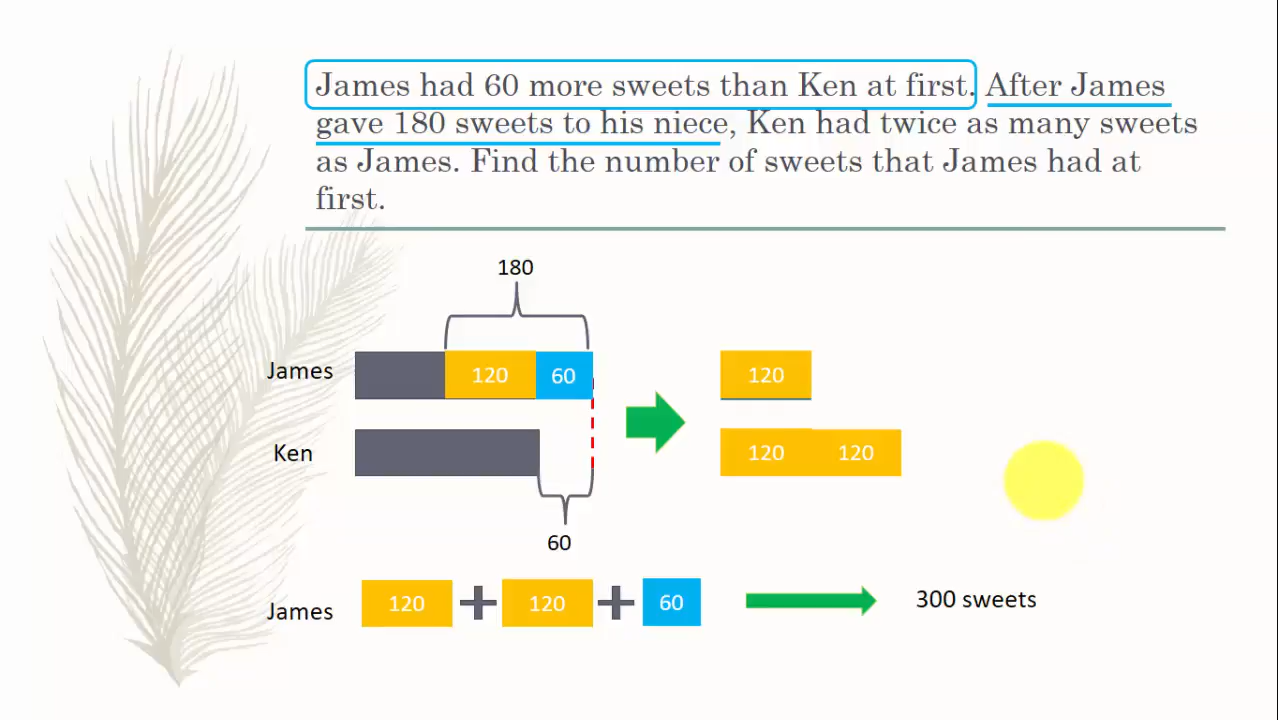 James had 60 more sweets than Ken at first. After James
gave 180 sweets to his niece, Ken had twice as many sweets
as James. Find the number of sweets that James had at
first.
180
James 120 60 120
Ken 120 120
60
James 120 + 120 + 60 300 sweets